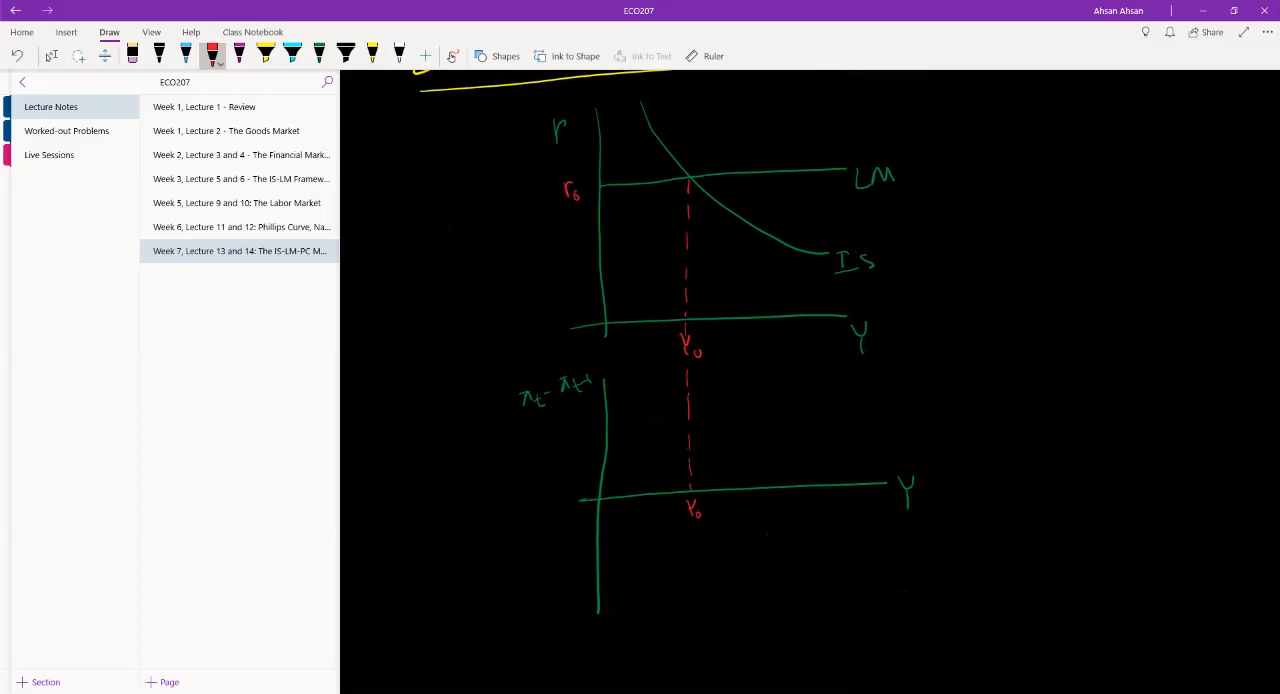 ECO207
Ahsan Ahsan
Home Insert Draw View Help Class Notebook
Share
Shapes Ink to Shape Ink to Text Ruler
ECO207
Lecture Notes
Worked-out Problems
Live Sessions
Week 1, Lecture 1 - Review
Week 1, Lecture 2 - The Goods Market
Week 2, Lecture 3 and 4 - The Financial Mark...
Week 3, Lecture 5 and 6 - The IS-LM Framew...
Week 5, Lecture 9 and 10: The Labor Market
Week 6, Lecture 11 and 12: Phillips Curve, Na...
Week 7, Lecture 13 and 14: The IS-LM-PC M...
Section
Page
r
r₀
LM
IS
Y
Y₀
πt - πt-1
Y
Y₀